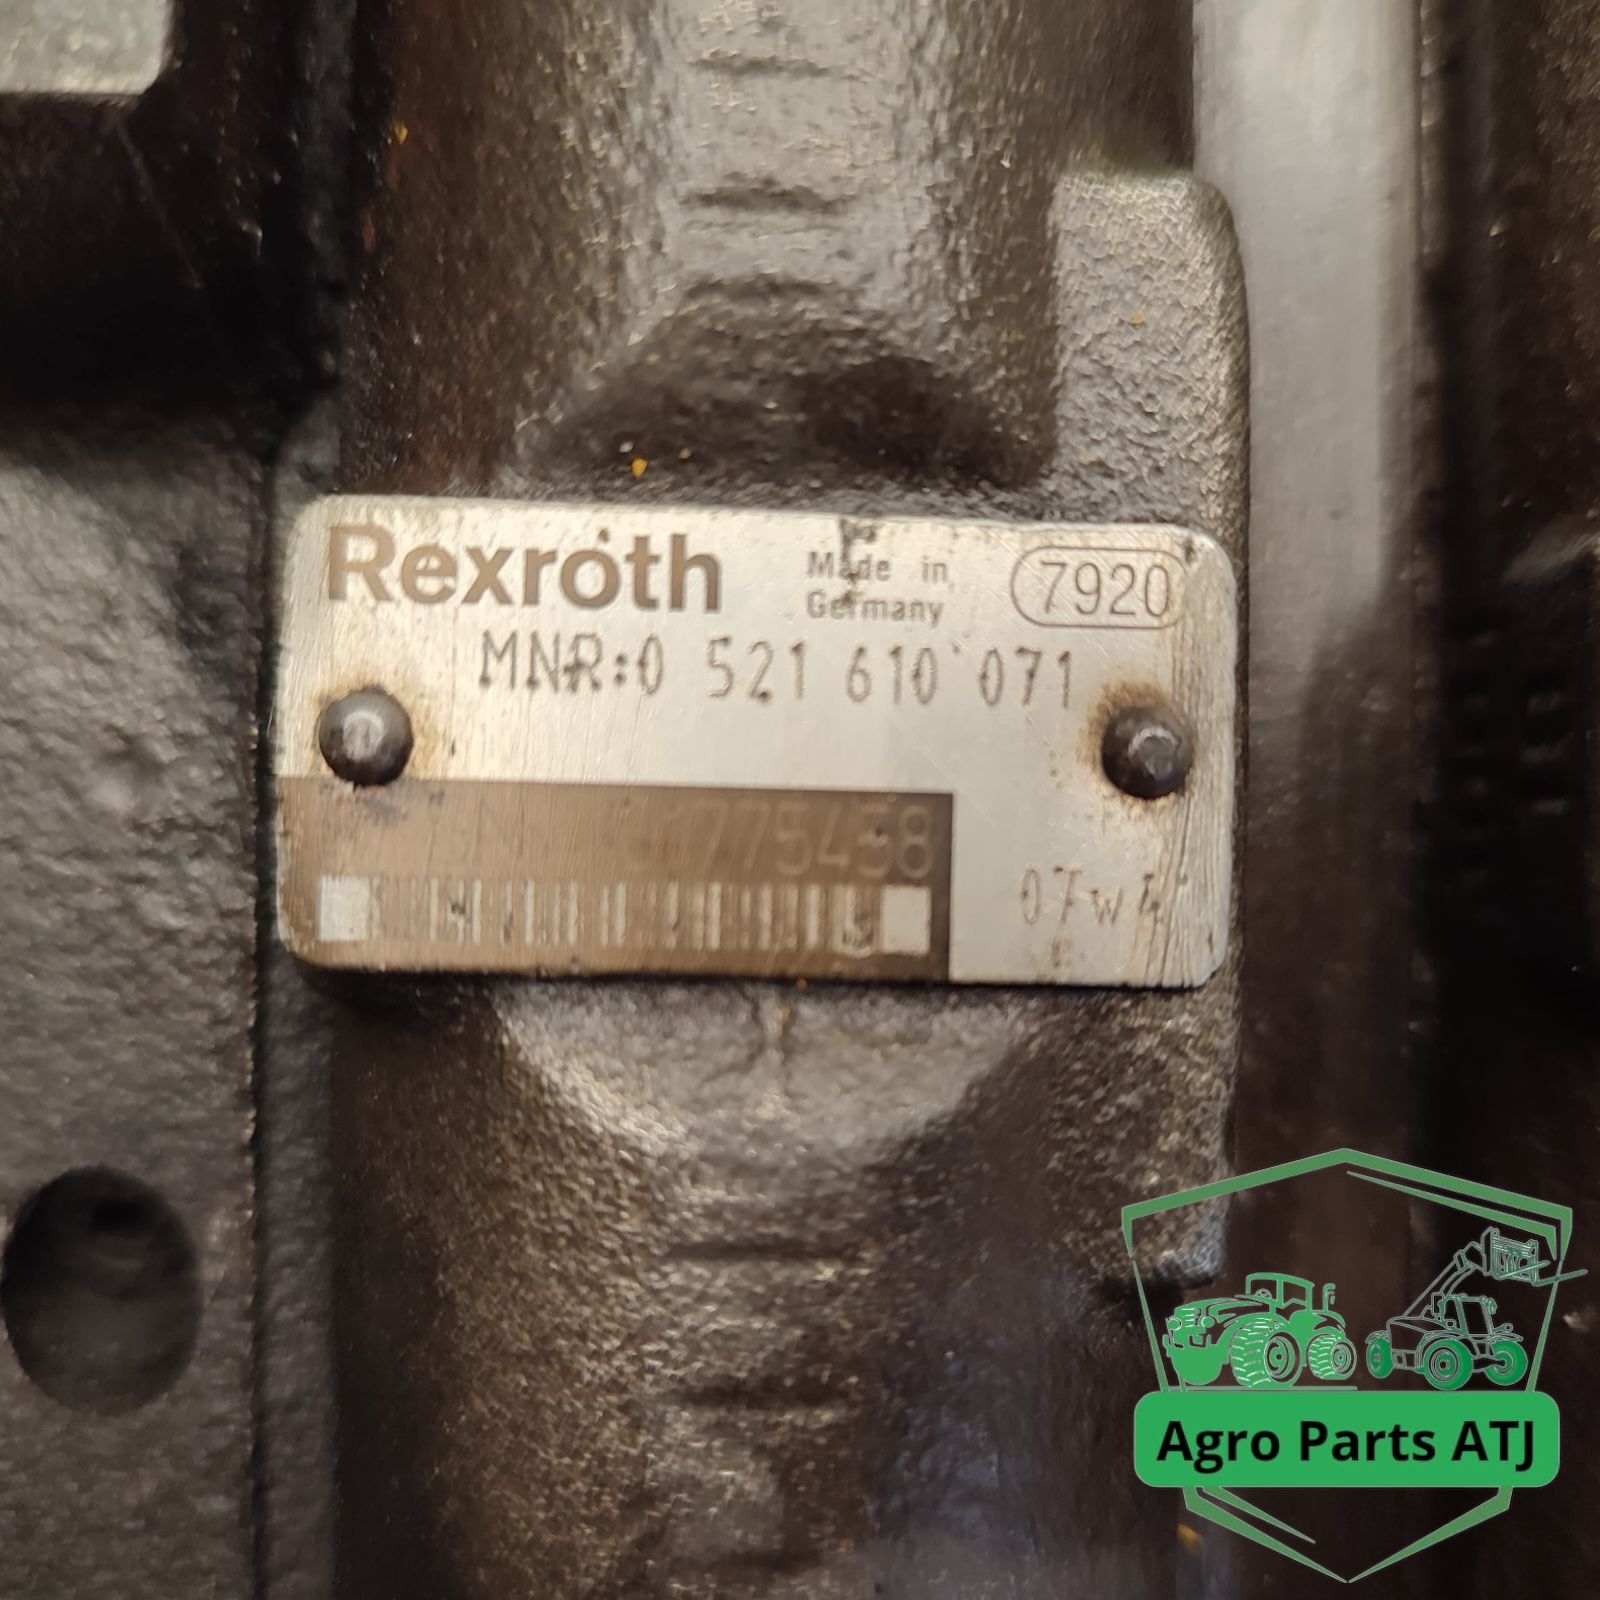 Rexroth
Made in
Germany
7920
MNR:0 521 610 071
Agro Parts ATJ